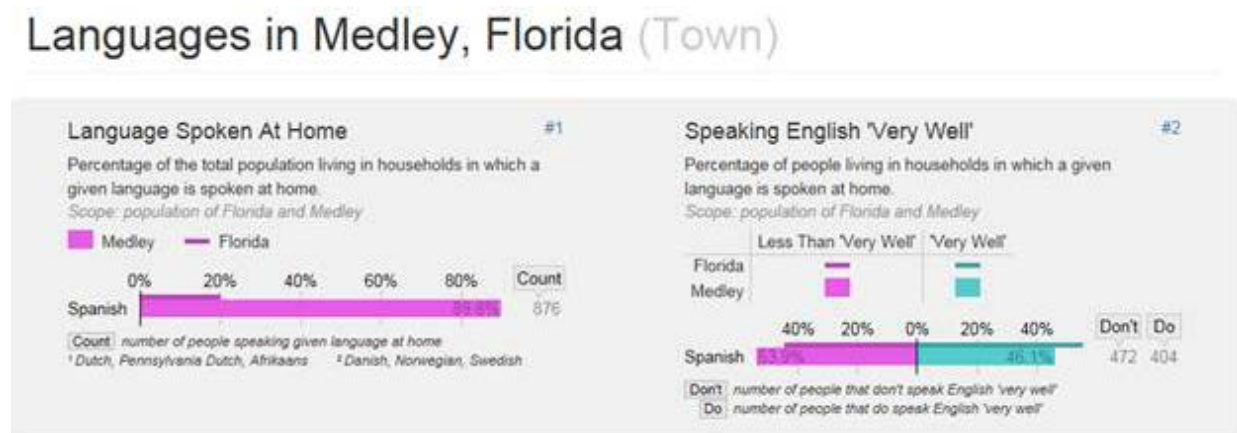 Languages in Medley, Florida (Town)
Language Spoken At Home #1
Percentage of the total population living in households in which a
given language is spoken at home.
Scope: population of Florida and Medley
Medley Florida
0% 20% 40% 60% 80% Count
Spanish 89.8% 876
Count number of people speaking given language at home
¹ Dutch, Pennsylvania Dutch, Afrikaans ² Danish, Norwegian, Swedish
Speaking English 'Very Well' #2
Percentage of people living in households in which a given
language is spoken at home.
Scope: population of Florida and Medley
Less Than 'Very Well' 'Very Well'
Florida
Medley
40% 20% 0% 20% 40% Don't Do
Spanish 53.9% 46.1% 472 404
Don't number of people that don't speak English 'very well'
Do number of people that do speak English 'very well'